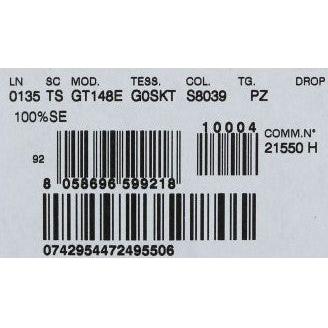 LN SC MOD. TESS. COL. TG. DROP
0135 TS GT148E G0SKT S8039 PZ
100%SE
10004
COMM.N°
21550 H
92
8 058696 599218
0742954472495506